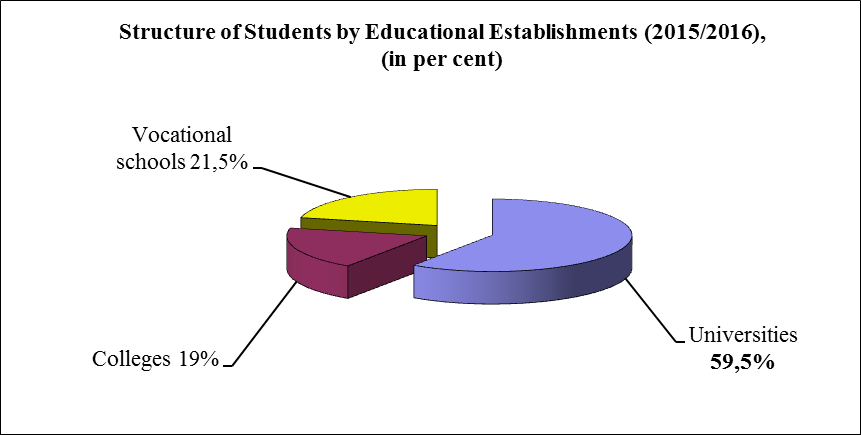 Structure of Students by Educational Establishments (2015/2016),
(in per cent)
Vocational
schools 21,5%
Colleges 19%
Universities
59,5%